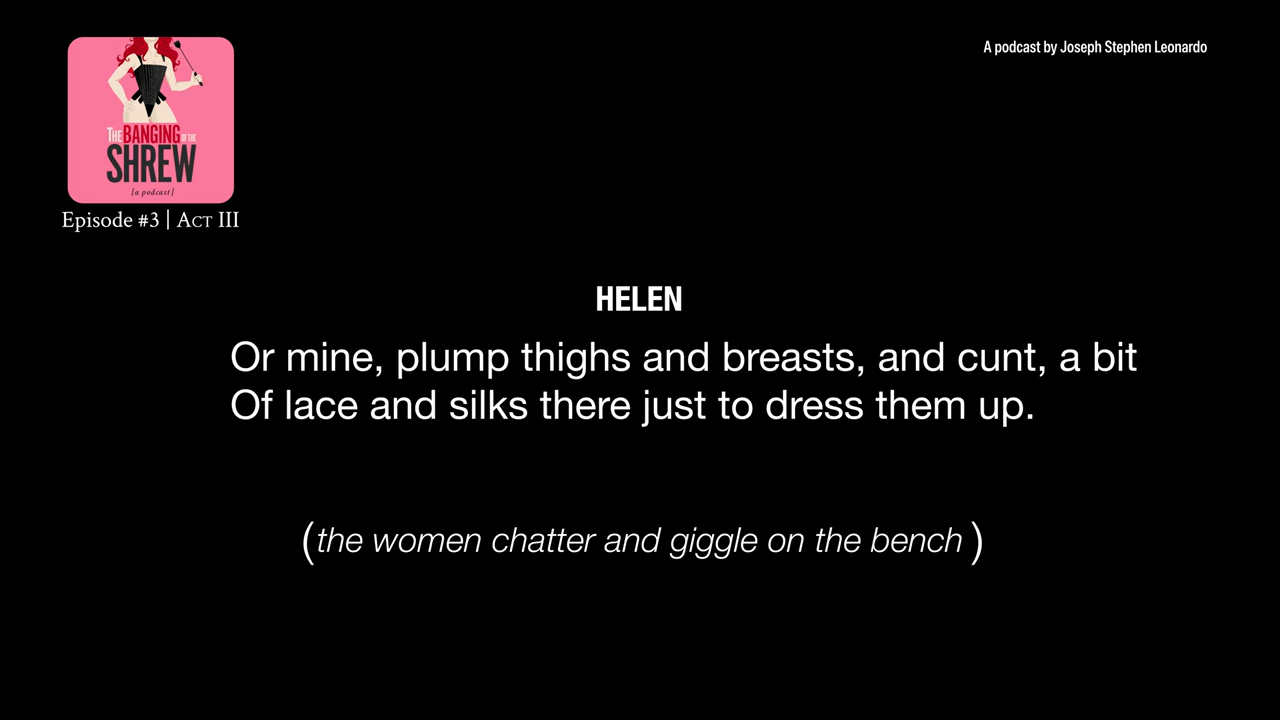 A podcast by Joseph Stephen Leonardo
THE BANGING OF THE
SHREW
[a podcast]
Episode #3 | ACT III
HELEN
Or mine, plump thighs and breasts, and cunt, a bit
Of lace and silks there just to dress them up.
(the women chatter and giggle on the bench )